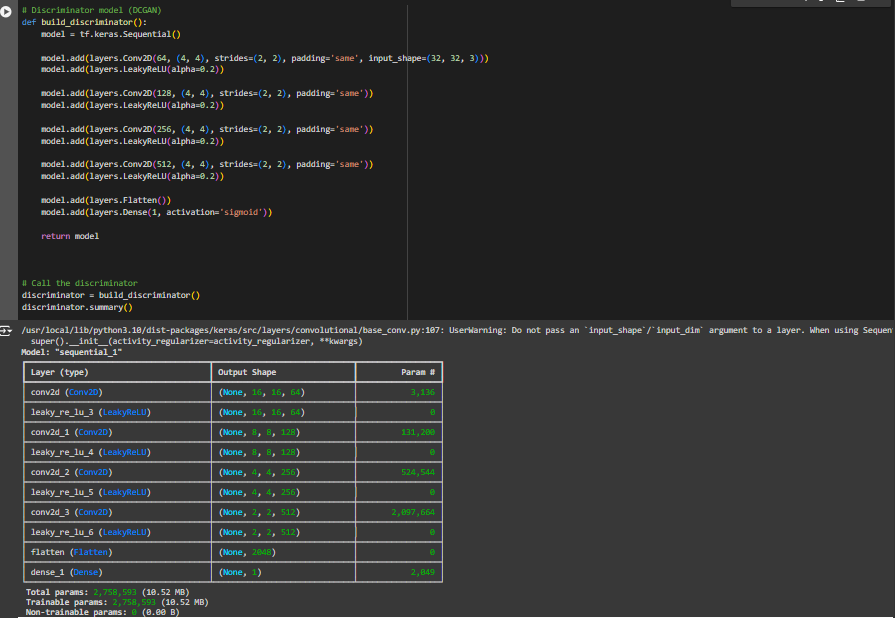 # Discriminator model (DCGAN)
def build_discriminator():
    model = tf.keras.Sequential()
    model.add(layers.Conv2D(64, (4, 4), strides=(2, 2), padding='same', input_shape=(32, 32, 3)))
    model.add(layers.LeakyReLU(alpha=0.2))
    model.add(layers.Conv2D(128, (4, 4), strides=(2, 2), padding='same'))
    model.add(layers.LeakyReLU(alpha=0.2))
    model.add(layers.Conv2D(256, (4, 4), strides=(2, 2), padding='same'))
    model.add(layers.LeakyReLU(alpha=0.2))
    model.add(layers.Conv2D(512, (4, 4), strides=(2, 2), padding='same'))
    model.add(layers.LeakyReLU(alpha=0.2))
    model.add(layers.Flatten())
    model.add(layers.Dense(1, activation='sigmoid'))
    return model
# Call the discriminator
discriminator = build_discriminator()
discriminator.summary()
/usr/local/lib/python3.10/dist-packages/keras/src/layers/convolutional/base_conv.py:107: UserWarning: Do not pass an `input_shape`/`input_dim` argument to a layer. When using Sequen
  super().__init__(activity_regularizer=activity_regularizer, **kwargs)
Model: "sequential_1"
Layer (type) Output Shape Param #
conv2d (Conv2D) (None, 16, 16, 64) 3,136
leaky_re_lu_3 (LeakyReLU) (None, 16, 16, 64) 0
conv2d_1 (Conv2D) (None, 8, 8, 128) 131,200
leaky_re_lu_4 (LeakyReLU) (None, 8, 8, 128) 0
conv2d_2 (Conv2D) (None, 4, 4, 256) 524,544
leaky_re_lu_5 (LeakyReLU) (None, 4, 4, 256) 0
conv2d_3 (Conv2D) (None, 2, 2, 512) 2,097,664
leaky_re_lu_6 (LeakyReLU) (None, 2, 2, 512) 0
flatten (Flatten) (None, 2048) 0
dense_1 (Dense) (None, 1) 2,049
Total params: 2,758,593 (10.52 MB)
Trainable params: 2,758,593 (10.52 MB)
Non-trainable params: 0 (0.00 B)